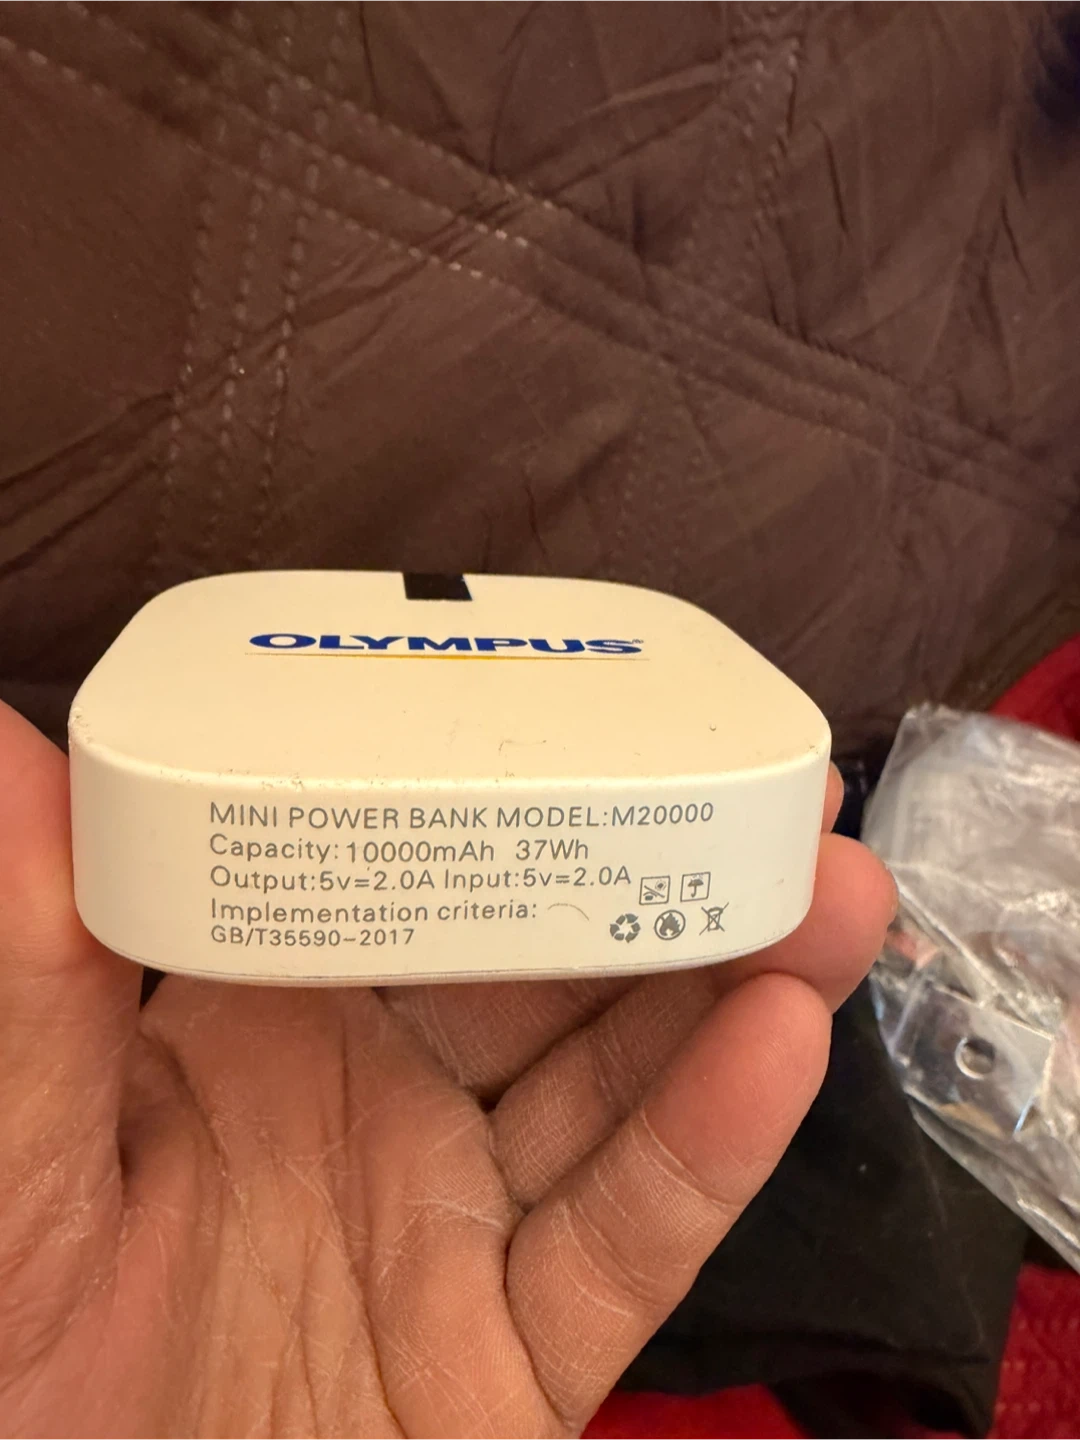 OLYMPUS
MINI POWER BANK MODEL:M20000
Capacity:10000mAh 37Wh
Output:5v=2.0A Input:5v=2.0A
Implementation criteria:
GB/T35590-2017